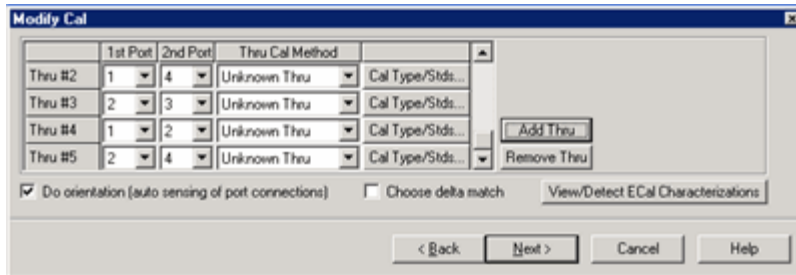 Modify Cal
1st Port 2nd Port Thru Cal Method
Thru #2 1 4 Unknown Thru Cal Type/Stds...
Thru #3 2 3 Unknown Thru Cal Type/Stds...
Thru #4 1 2 Unknown Thru Cal Type/Stds... Add Thru
Thru #5 2 4 Unknown Thru Cal Type/Stds... Remove Thru
Do orientation (auto sensing of port connections) Choose delta match View/Detect ECal Characterizations
< Back Next > Cancel Help